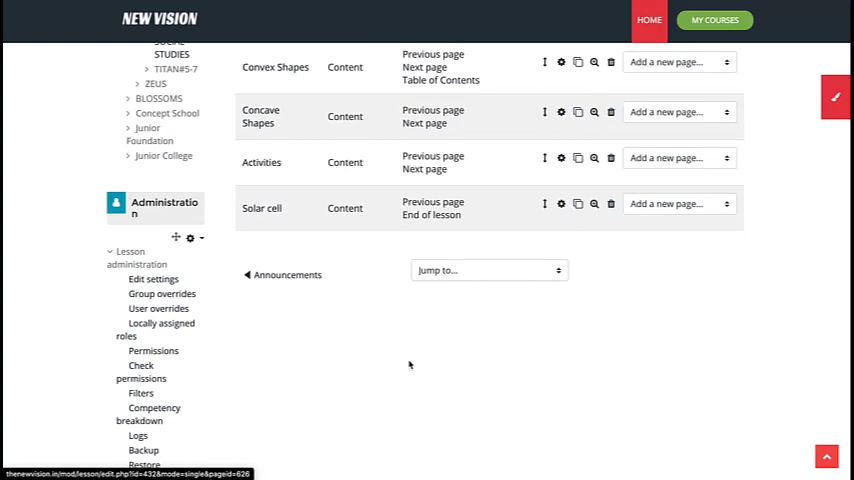 NEW VISION
HOME
MY COURSES
SOCIAL
STUDIES
TITAN#5-7
ZEUS
BLOSSOMS
Concept School
Junior
Foundation
Junior College
Convex Shapes
Content
Previous page
Next page
Table of Contents
Add a new page...
Concave
Shapes
Content
Previous page
Next page
Add a new page...
Activities
Content
Previous page
Next page
Add a new page...
Solar cell
Content
Previous page
End of lesson
Add a new page...
Administratio
n
Lesson
administration
Edit settings
Group overrides
User overrides
Locally assigned
roles
Permissions
Check
permissions
Filters
Competency
breakdown
Logs
Backup
Restore
Announcements
Jump to...
thenewvision.in/mod/lesson/edit.php?id=432&mode=single&pageid=626